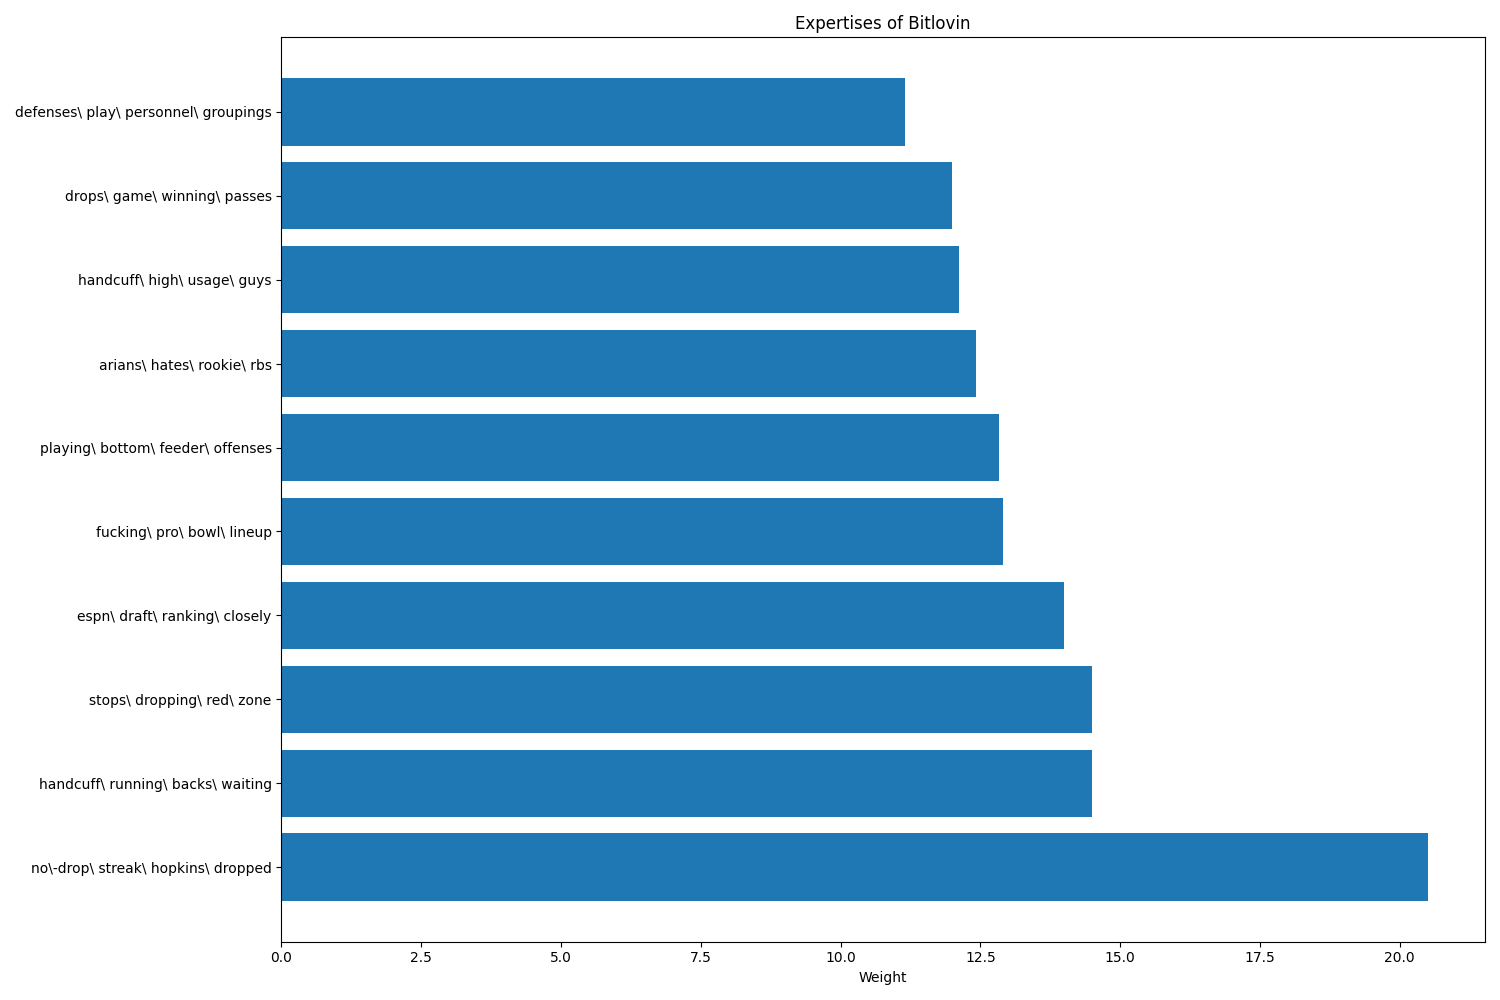 Expertises of Bitlovin
defenses\ play\ personnel\ groupings
drops\ game\ winning\ passes
handcuff\ high\ usage\ guys
arians\ hates\ rookie\ rbs
playing\ bottom\ feeder\ offenses
fucking\ pro\ bowl\ lineup
espn\ draft\ ranking\ closely
stops\ dropping\ red\ zone
handcuff\ running\ backs\ waiting
no\-drop\ streak\ hopkins\ dropped
0.0 2.5 5.0 7.5 10.0 12.5 15.0 17.5 20.0
Weight